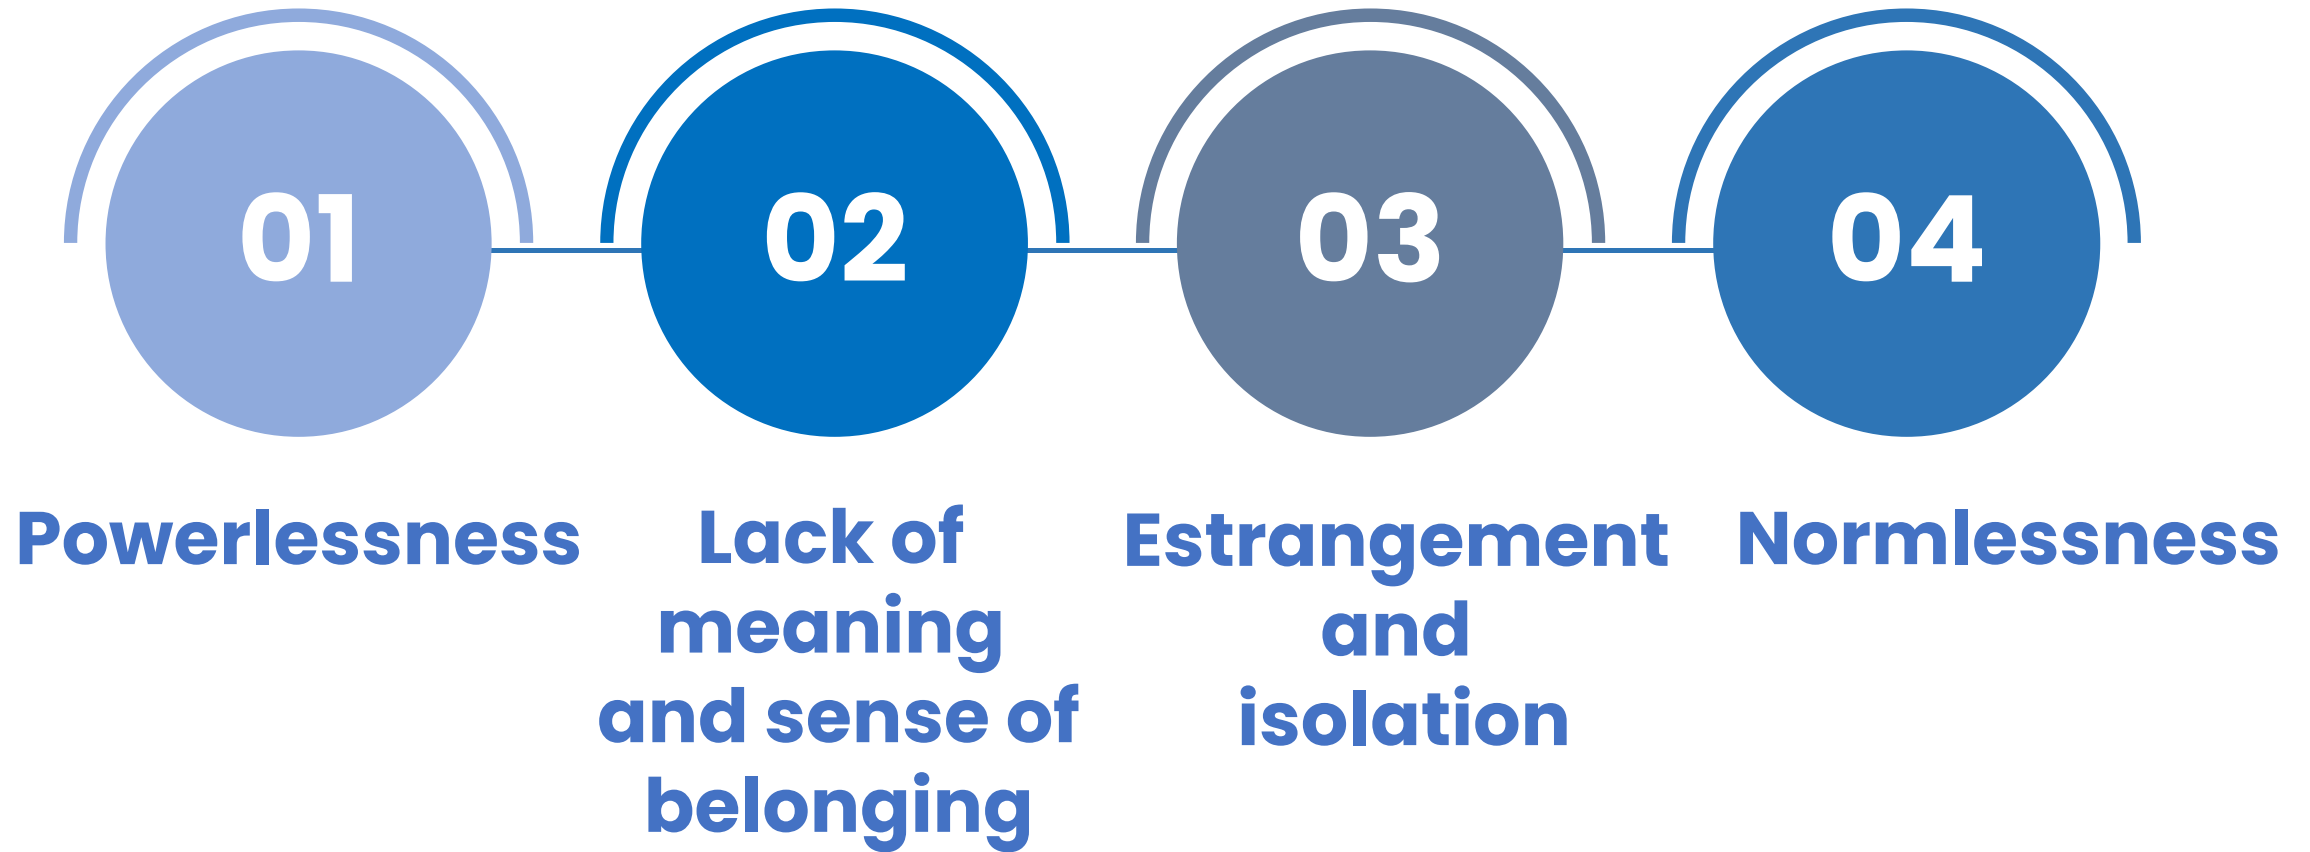 01
Powerlessness
02
Lack of
meaning
and sense of
belonging
03
Estrangement
and
isolation
04
Normlessness